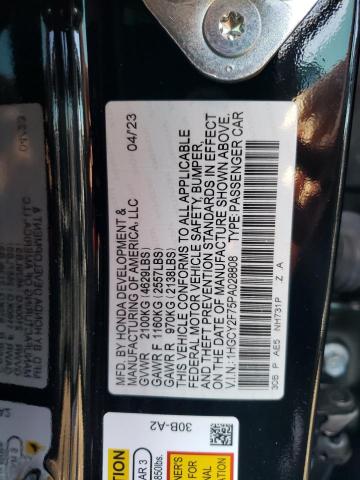 MFD. BY HONDA DEVELOPMENT &
MANUFACTURING OF AMERICA, LLC 04/23
GVWR 2100KG (4629LBS)
GAWR F 1160KG (2557LBS)
GAWR R 970KG (2138LBS)
THIS VEHICLE CONFORMS TO ALL APPLICABLE
FEDERAL MOTOR VEHICLE SAFETY, BUMPER,
AND THEFT PREVENTION STANDARDS IN EFFECT
ON THE DATE OF MANUFACTURE SHOWN ABOVE.
V.I.N.: 1HGCY2F75PA028808 TYPE:PASSENGER CAR
30B P AE5 NH731P Z A
30B-A2